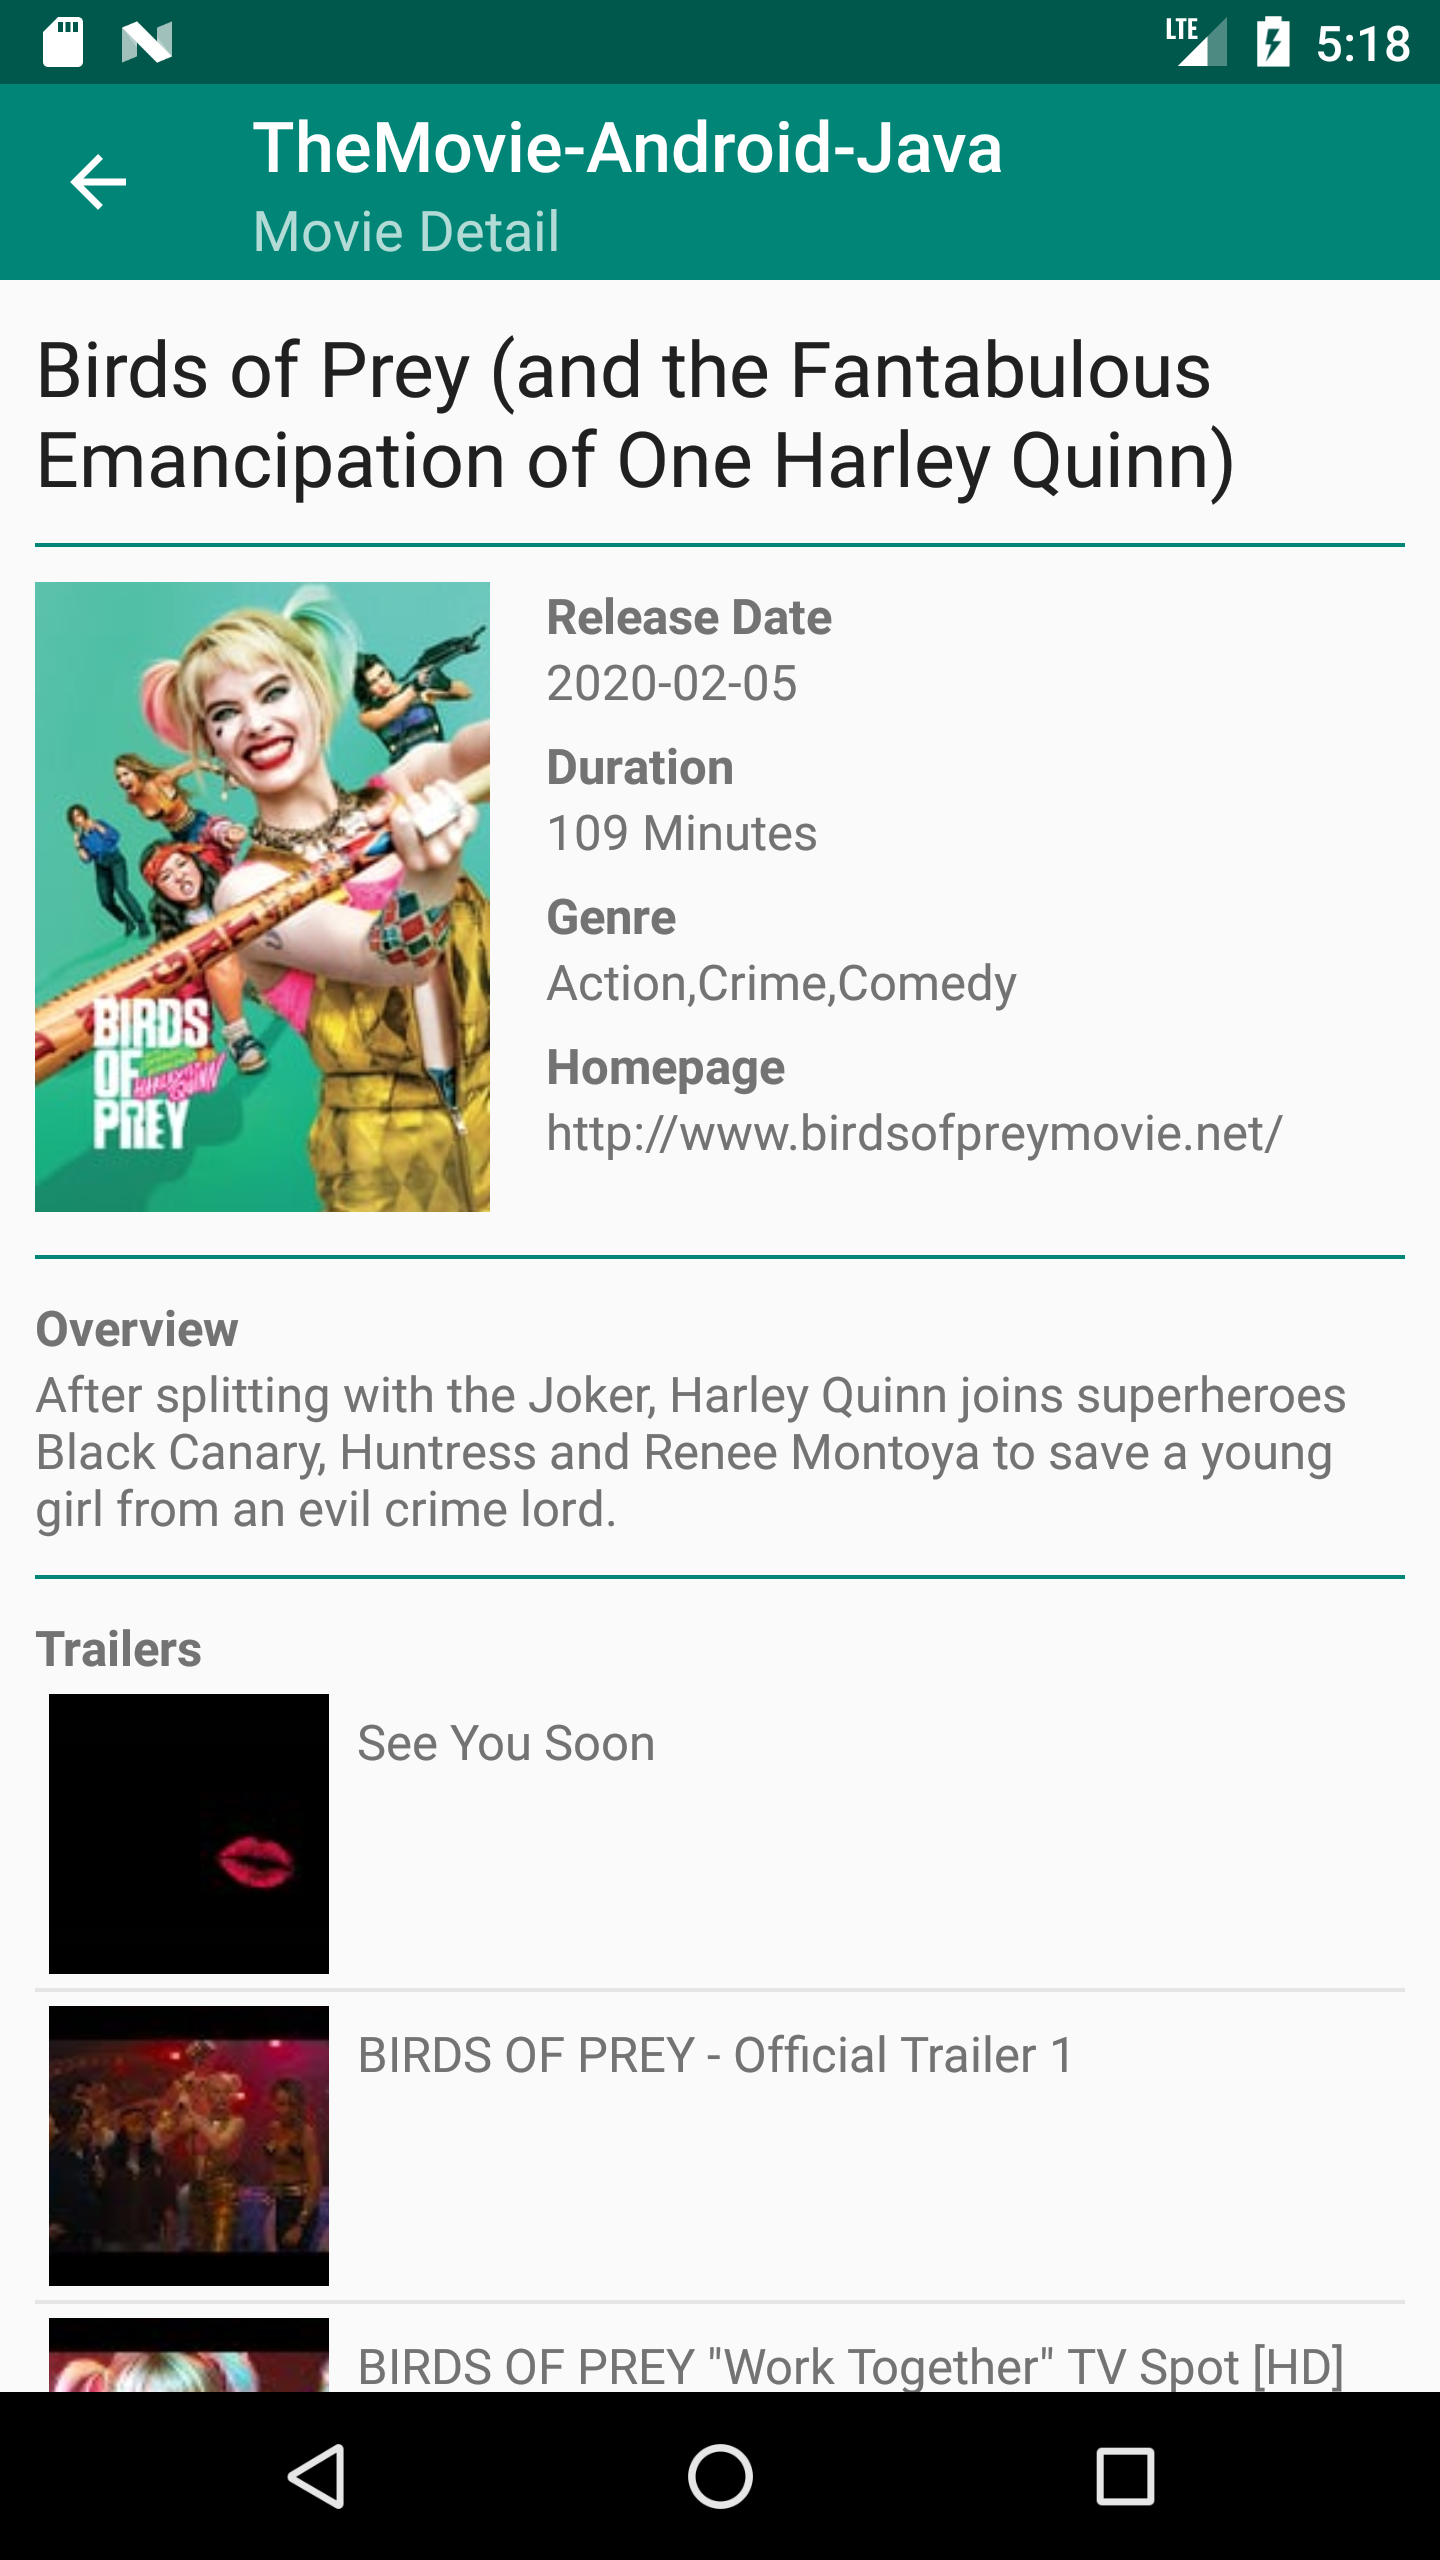 LTE 5:18
TheMovie-Android-Java
Movie Detail
Birds of Prey (and the Fantabulous
Emancipation of One Harley Quinn)
Release Date
2020-02-05
Duration
109 Minutes
Genre
Action,Crime,Comedy
Homepage
http://www.birdsofpreymovie.net/
BIRDS
OF
HARLEY QUINN
PREY
Overview
After splitting with the Joker, Harley Quinn joins superheroes
Black Canary, Huntress and Renee Montoya to save a young
girl from an evil crime lord.
Trailers
See You Soon
BIRDS OF PREY - Official Trailer 1
BIRDS OF PREY "Work Together" TV Spot [HD]